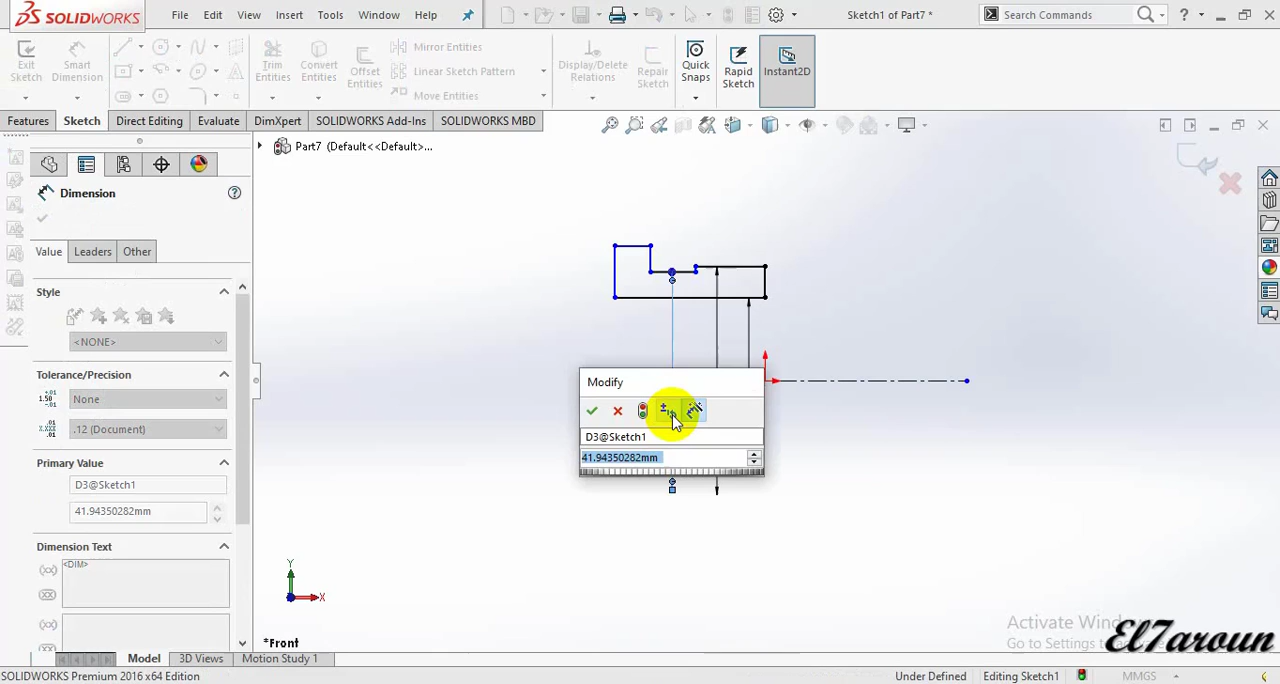 SOLIDWORKS
File Edit View Insert Tools Window Help
Sketch1 of Part7 *
Search Commands
Exit Sketch
Smart Dimension
Trim Entities
Convert Entities
Offset Entities
Mirror Entities
Linear Sketch Pattern
Move Entities
Display/Delete Relations
Repair Sketch
Quick Snaps
Rapid Sketch
Instant2D
Features Sketch Direct Editing Evaluate DimXpert SOLIDWORKS Add-Ins SOLIDWORKS MBD
Part7 (Default<<Default>...
Dimension
Value Leaders Other
Style
<NONE>
Tolerance/Precision
None
.12 (Document)
Primary Value
D3@Sketch1
41.94350282mm
Dimension Text
<DIM>
Modify
D3@Sketch1
41.94350282mm
Y
X
*Front
Activate Windo
Go to Settings to
El7aroun
Model 3D Views Motion Study 1
SOLIDWORKS Premium 2016 x64 Edition
Under Defined Editing Sketch1 MMGS